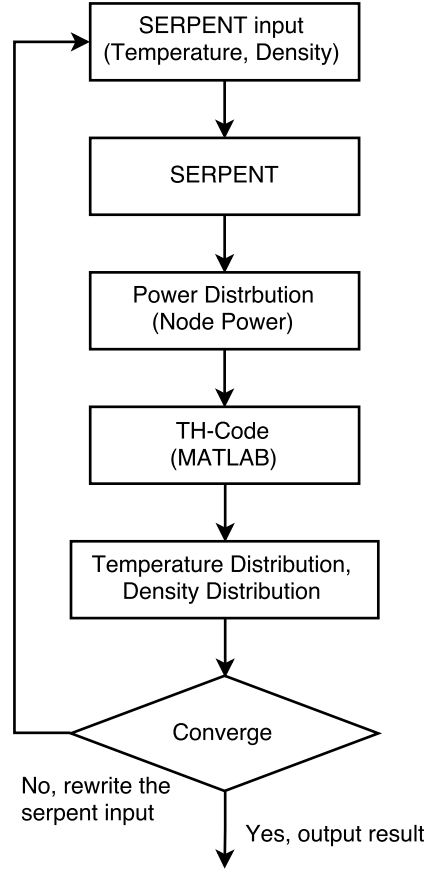 SERPENT input
(Temperature, Density)
SERPENT
Power Distrbution
(Node Power)
TH-Code
(MATLAB)
Temperature Distribution,
Density Distribution
Converge
No, rewrite the
serpent input
Yes, output result